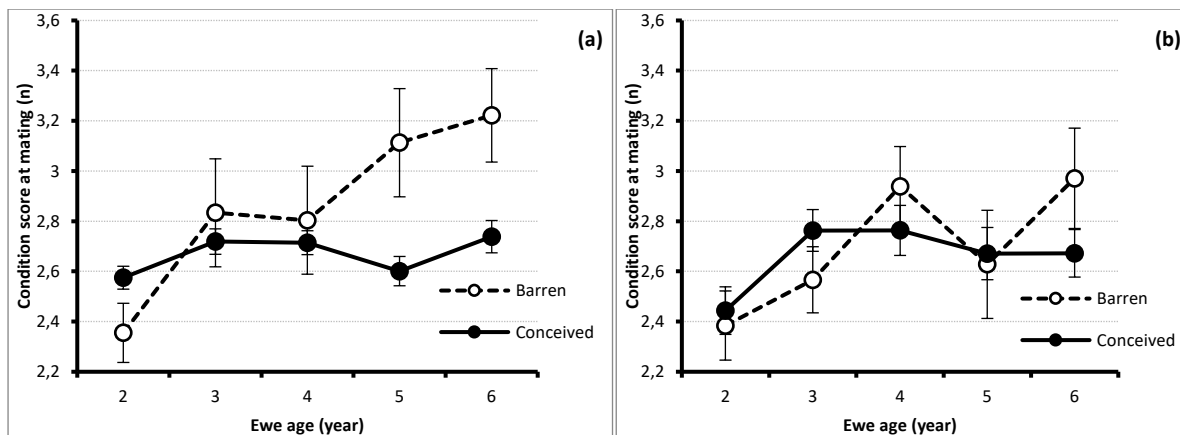 (a)
Condition score at mating (n)
3,6
3,4
3,2
3
2,8
2,6
2,4
2,2
2 3 4 5 6
Ewe age (year)
Barren
Conceived
(b)
Condition score at mating (n)
3,6
3,4
3,2
3
2,8
2,6
2,4
2,2
2 3 4 5 6
Ewe age (year)
Barren
Conceived